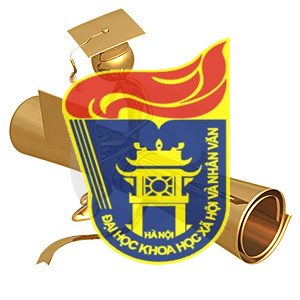 HÀ NỘI
ĐẠI HỌC KHOA HỌC XÃ HỘI VÀ NHÂN VĂN